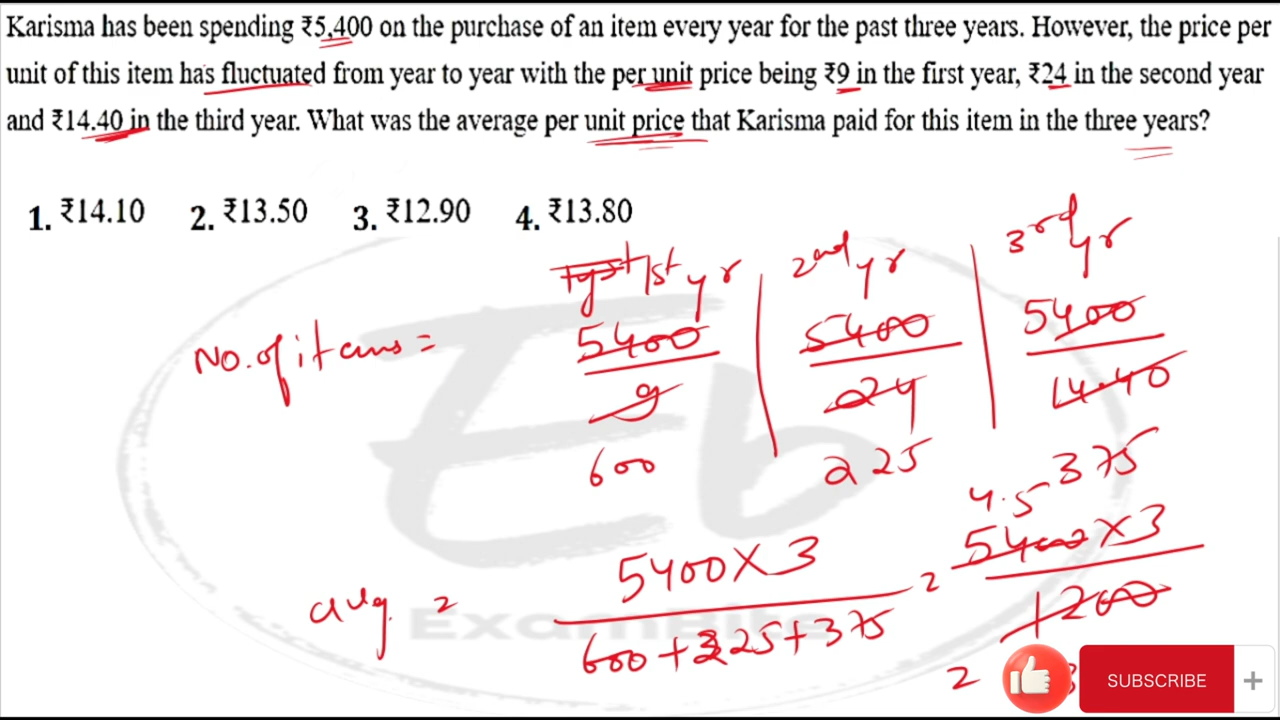 Karisma has been spending ₹5,400 on the purchase of an item every year for the past three years. However, the price per
unit of this item has fluctuated from year to year with the per unit price being ₹9 in the first year, ₹24 in the second year
and ₹14.40 in the third year. What was the average per unit price that Karisma paid for this item in the three years?
1. ₹14.10 2. ₹13.50 3. ₹12.90 4. ₹13.80
1st yr 2nd yr 3rd yr
No. of items = 5400 5400 5400
9 24 14.40
600 225 375
4.5
avg = 5400 X 3 = 5400 X 3
600 + 225 + 375 1200
=
Eb
ExamBite
SUBSCRIBE +